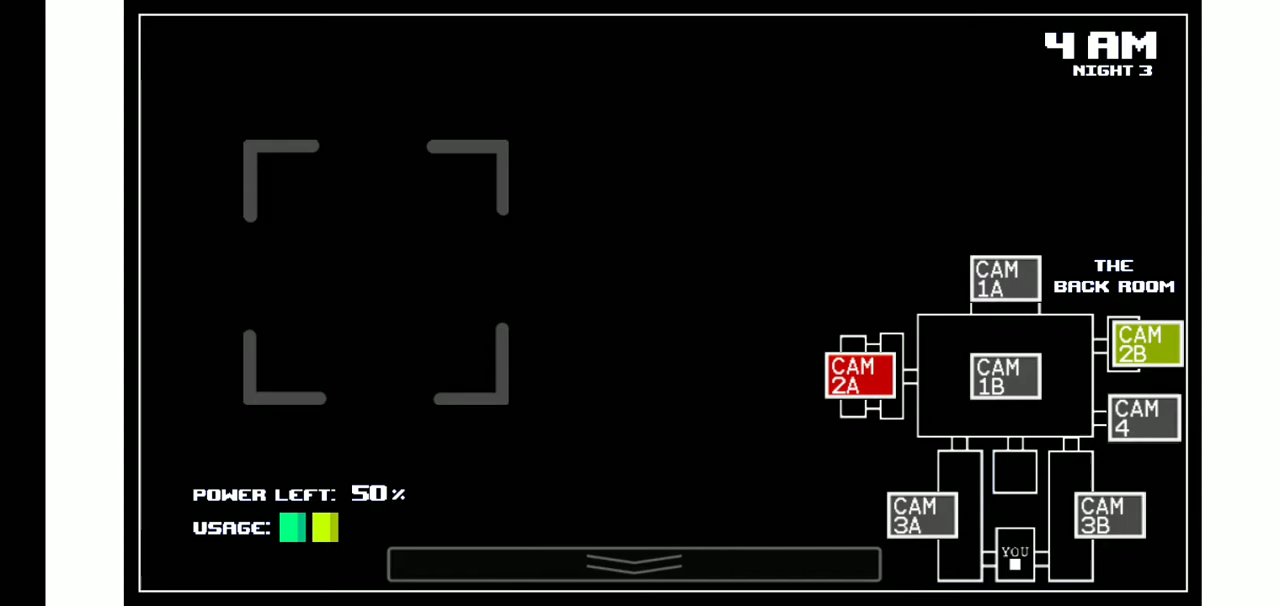 4 AM
NIGHT 3
CAM
1A
THE
BACK ROOM
CAM
2B
CAM
2A
CAM
1B
CAM
4
POWER LEFT: 50%
USAGE:
CAM
3A
CAM
3B
YOU